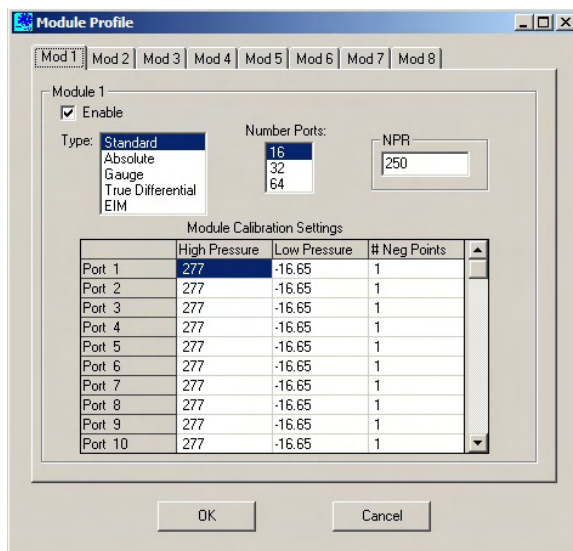 Module Profile
Mod 1 Mod 2 Mod 3 Mod 4 Mod 5 Mod 6 Mod 7 Mod 8
Module 1
Enable
Type:
Standard
Absolute
Gauge
True Differential
EIM
Number Ports:
16
32
64
NPR
250
Module Calibration Settings
High Pressure Low Pressure # Neg Points
Port 1 277 -16.65 1
Port 2 277 -16.65 1
Port 3 277 -16.65 1
Port 4 277 -16.65 1
Port 5 277 -16.65 1
Port 6 277 -16.65 1
Port 7 277 -16.65 1
Port 8 277 -16.65 1
Port 9 277 -16.65 1
Port 10 277 -16.65 1
OK Cancel